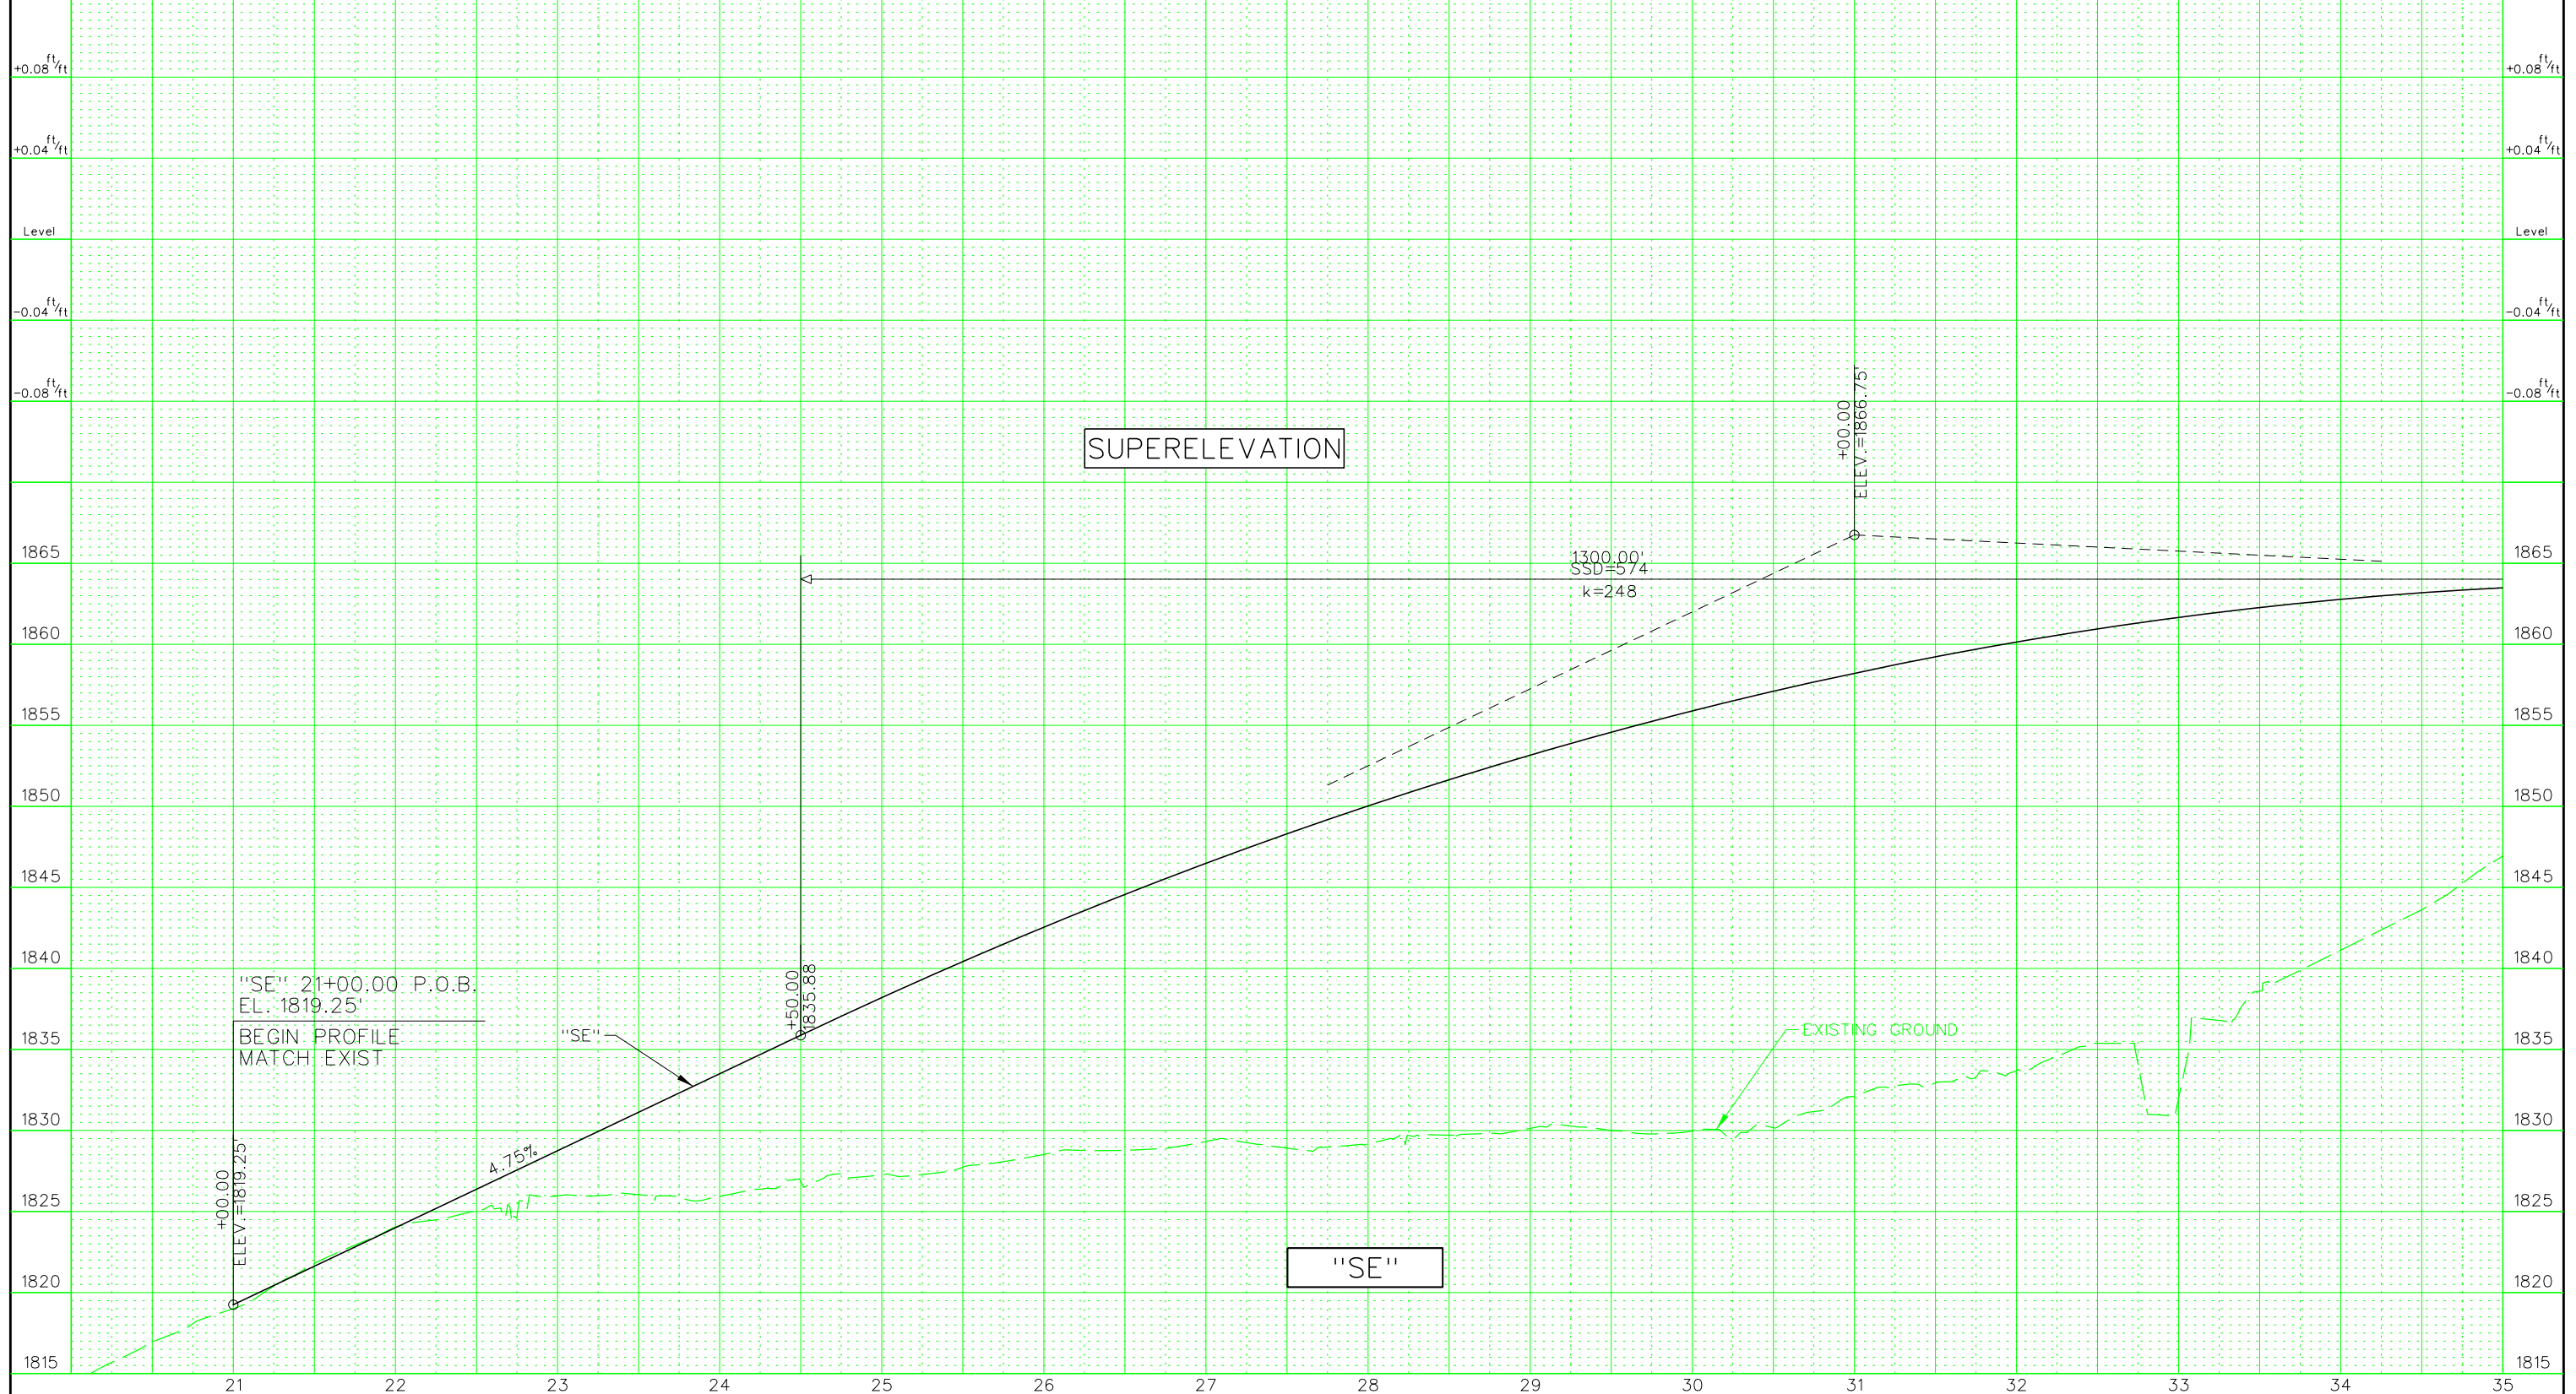 +0.08 ft/ft
+0.08 ft/ft
+0.04 ft/ft
+0.04 ft/ft
Level
Level
-0.04 ft/ft
-0.04 ft/ft
-0.08 ft/ft
-0.08 ft/ft
SUPERELEVATION
+00.00
ELEV.=1866.75'
1865
1300.00'
SSD=574
k=248
1865
1860
1860
1855
1855
1850
1850
1845
1845
1840
1840
"SE" 21+00.00 P.O.B.
EL. 1819.25'
BEGIN PROFILE
MATCH EXIST
+50.00
1835.88
"SE"
EXISTING GROUND
1835
1835
1830
1830
4.75%
+00.00
ELEV.=1819.25'
1825
1825
"SE"
1820
1820
1815
1815
21 22 23 24 25 26 27 28 29 30 31 32 33 34 35